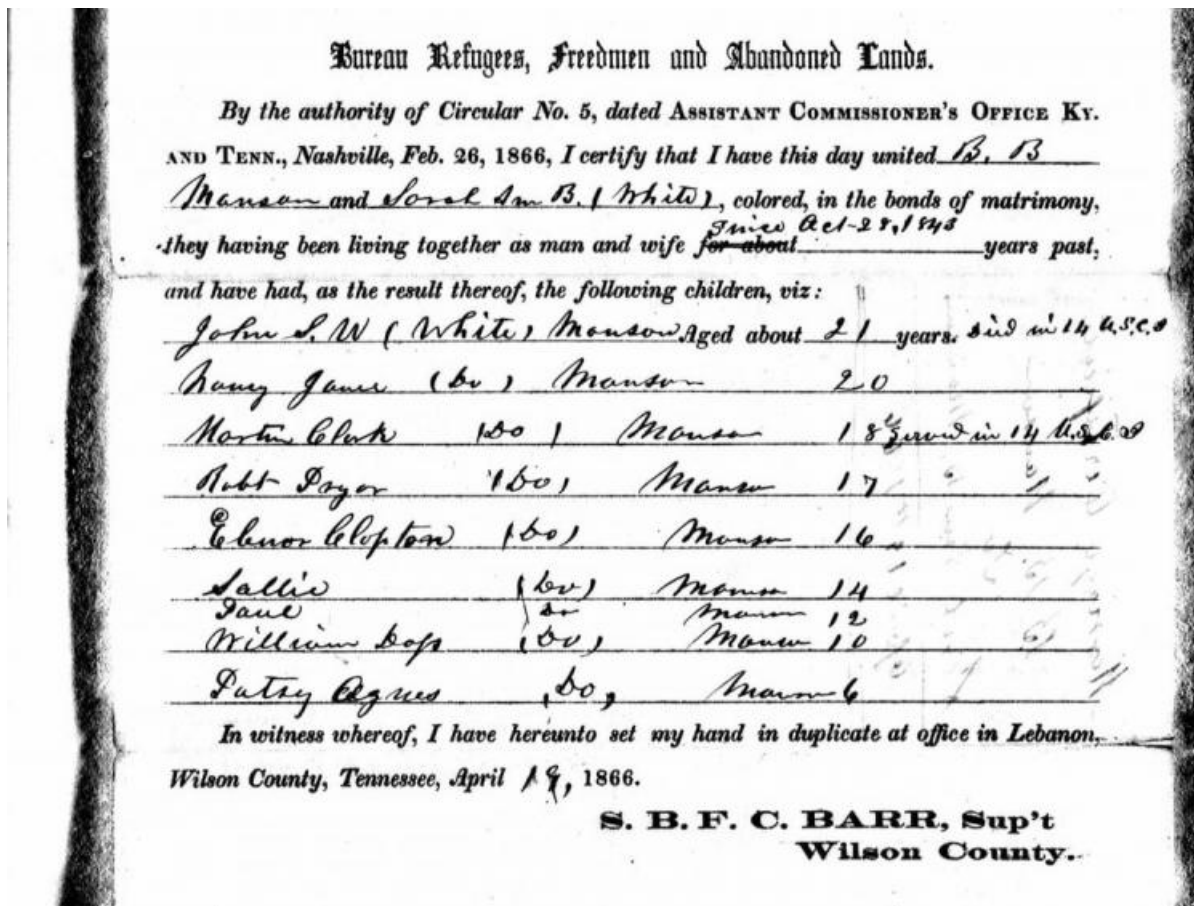 Bureau Refugees, Freedmen and Abandoned Lands.
By the authority of Circular No. 5, dated ASSISTANT COMMISSIONER'S OFFICE KY.
AND TENN., Nashville, Feb. 26, 1866, I certify that I have this day united B. B
Manson and Sarah Ann B. (White), colored, in the bonds of matrimony,
since Oct 28, 1843
they having been living together as man and wife for about years past,
and have had, as the result thereof, the following children, viz:
John S. W (White) Manson Aged about 21 years. Died in 14 U.S.C.I
Nancy Jane (Do) Manson 20
Martin Clark (Do) Manson 18 Served in 14 U.S.C.I
Robt Pryor (Do) Manson 17
Elenor Clopton (Do) Manson 16
Sallie (Do) Manson 14
Paul Do Manson 12
William (Do) Manson 10
Patsy Agnes (Do) Manson 6
In witness whereof, I have hereunto set my hand in duplicate at office in Lebanon,
Wilson County, Tennessee, April 19, 1866.
S. B. F. C. BARR, Sup't
Wilson County.